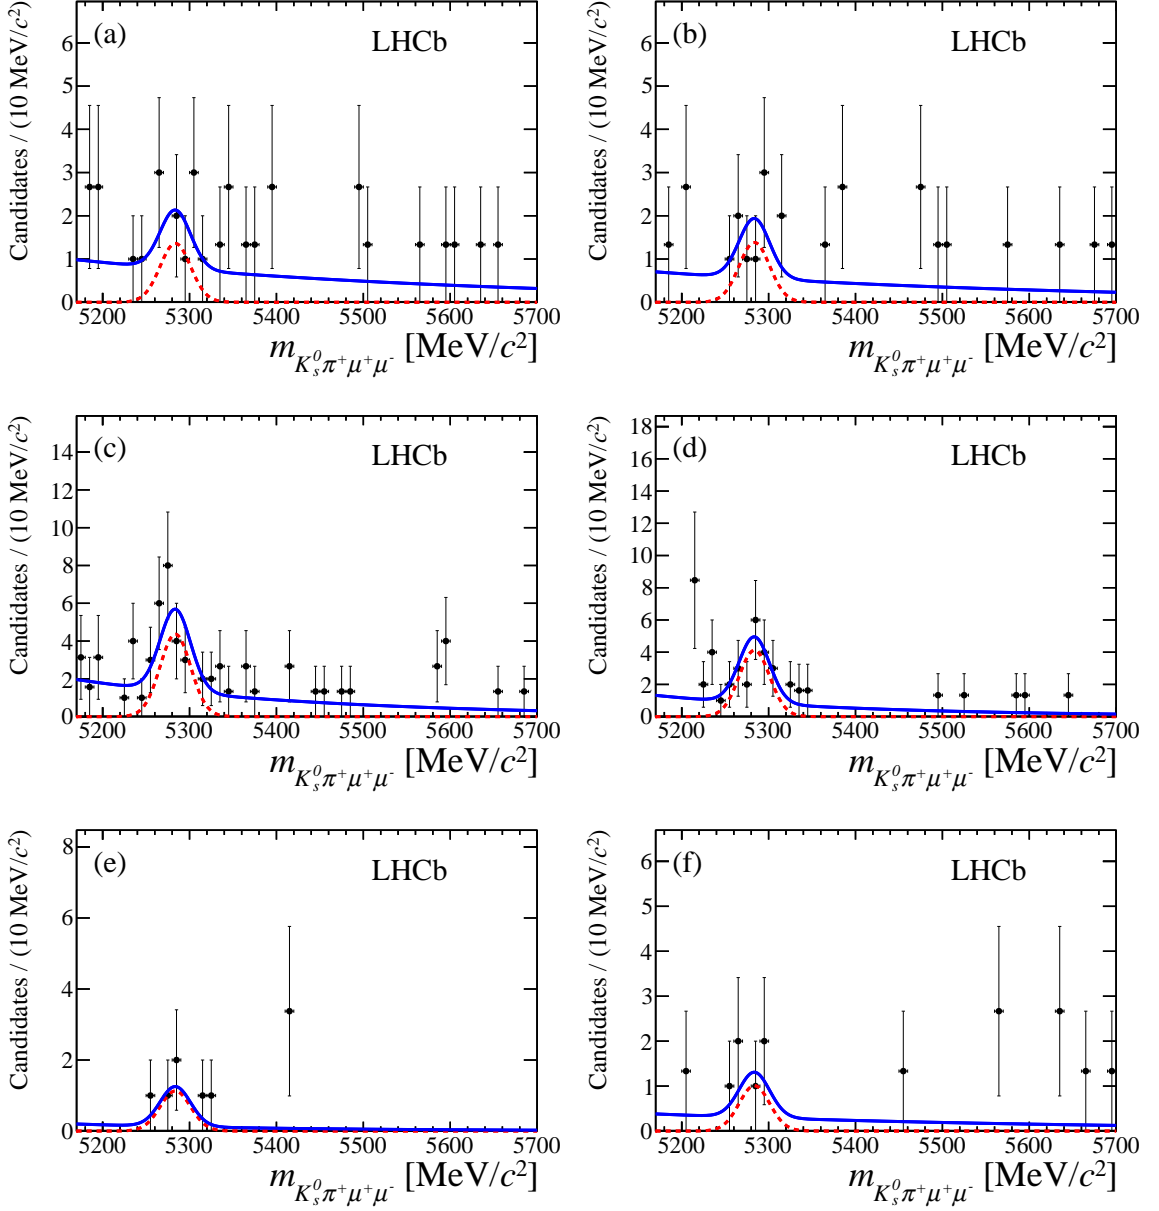 (a) LHCb
Candidates / (10 MeV/c²)
6
5
4
3
2
1
0
5200 5300 5400 5500 5600 5700
m_{K_s^0 π⁺ μ⁺ μ⁻} [MeV/c²]
(b) LHCb
Candidates / (10 MeV/c²)
6
5
4
3
2
1
0
5200 5300 5400 5500 5600 5700
m_{K_s^0 π⁺ μ⁺ μ⁻} [MeV/c²]
(c) LHCb
Candidates / (10 MeV/c²)
14
12
10
8
6
4
2
0
5200 5300 5400 5500 5600 5700
m_{K_s^0 π⁺ μ⁺ μ⁻} [MeV/c²]
(d) LHCb
Candidates / (10 MeV/c²)
18
16
14
12
10
8
6
4
2
0
5200 5300 5400 5500 5600 5700
m_{K_s^0 π⁺ μ⁺ μ⁻} [MeV/c²]
(e) LHCb
Candidates / (10 MeV/c²)
8
6
4
2
0
5200 5300 5400 5500 5600 5700
m_{K_s^0 π⁺ μ⁺ μ⁻} [MeV/c²]
(f) LHCb
Candidates / (10 MeV/c²)
6
5
4
3
2
1
0
5200 5300 5400 5500 5600 5700
m_{K_s^0 π⁺ μ⁺ μ⁻} [MeV/c²]